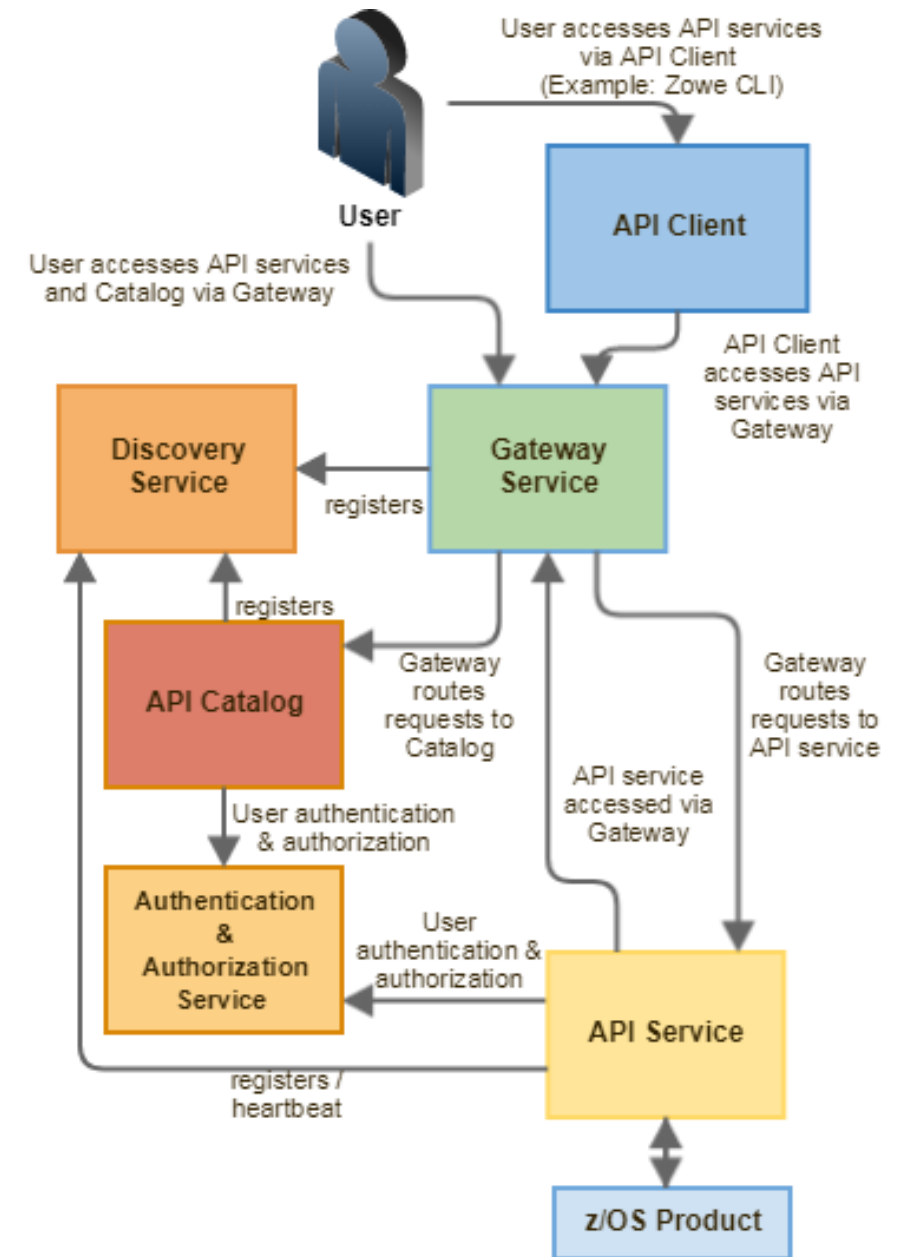 User accesses API services
via API Client
(Example: Zowe CLI)
User
API Client
User accesses API services
and Catalog via Gateway
API Client
accesses API
services via
Gateway
Discovery
Service
Gateway
Service
registers
registers
API Catalog
Gateway
routes
requests to
Catalog
Gateway
routes
requests to
API service
API service
accessed via
Gateway
User authentication
& authorization
Authentication
&
Authorization
Service
User
authentication &
authorization
API Service
registers /
heartbeat
z/OS Product